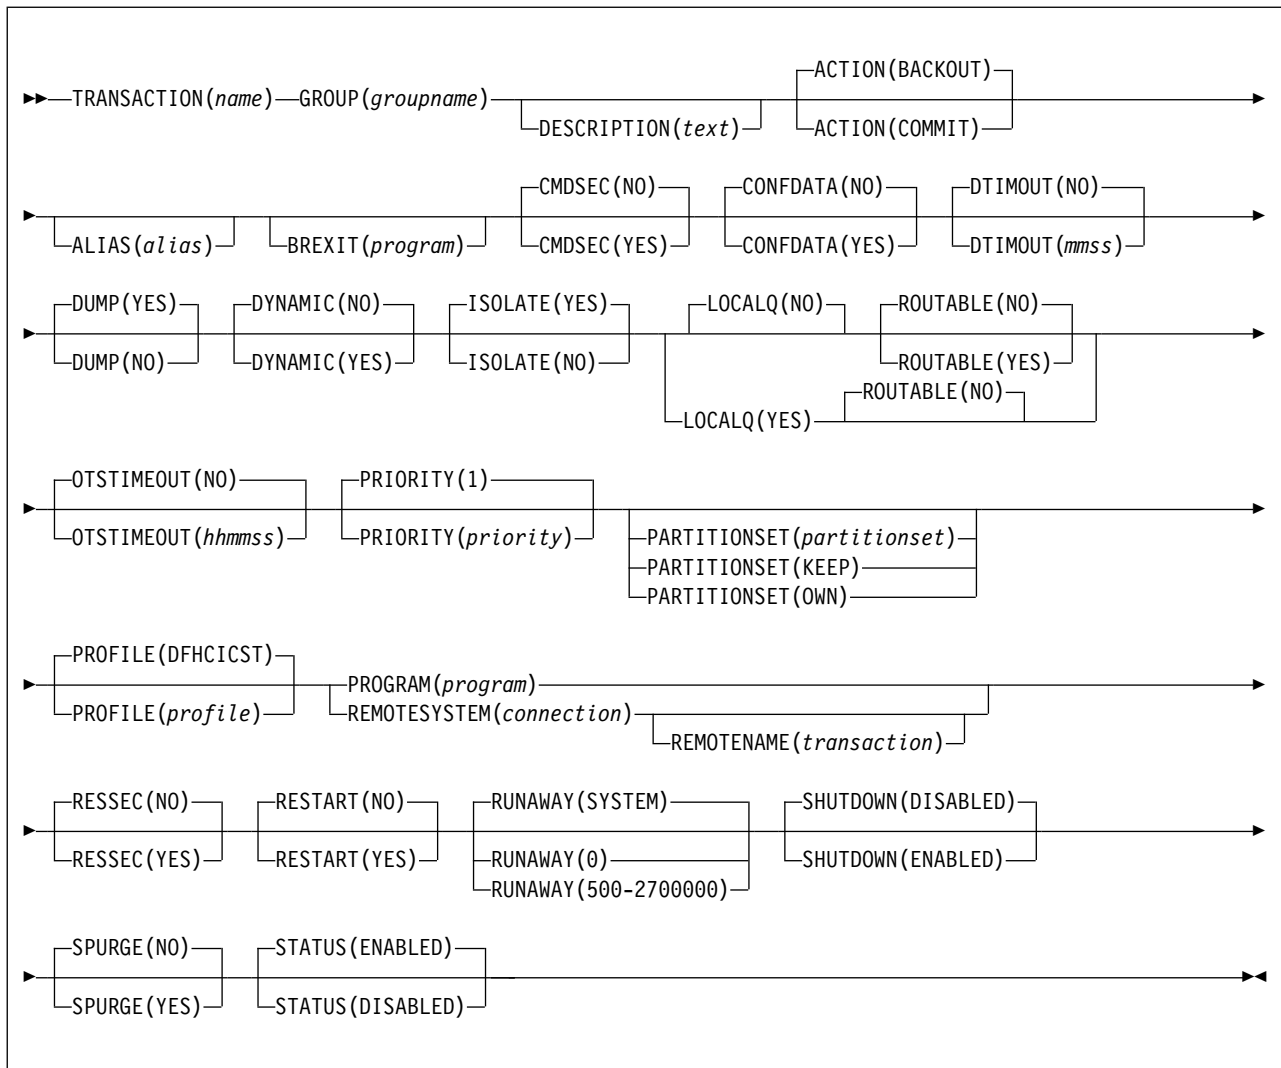 ACTION(BACKOUT)
TRANSACTION(name) GROUP(groupname)
DESCRIPTION(text) ACTION(COMMIT)
CMDSEC(NO) CONFDATA(NO) DTIMOUT(NO)
ALIAS(alias) BREXIT(program) CMDSEC(YES) CONFDATA(YES) DTIMOUT(mmss)
DUMP(YES) DYNAMIC(NO) ISOLATE(YES) LOCALQ(NO) ROUTABLE(NO)
DUMP(NO) DYNAMIC(YES) ISOLATE(NO) ROUTABLE(YES)
ROUTABLE(NO)
LOCALQ(YES)
OTSTIMEOUT(NO) PRIORITY(1)
OTSTIMEOUT(hhmmss) PRIORITY(priority) PARTITIONSET(partitionset)
PARTITIONSET(KEEP)
PARTITIONSET(OWN)
PROFILE(DFHCICST) PROGRAM(program)
PROFILE(profile) REMOTESYSTEM(connection)
REMOTENAME(transaction)
RESSEC(NO) RESTART(NO) RUNAWAY(SYSTEM) SHUTDOWN(DISABLED)
RESSEC(YES) RESTART(YES) RUNAWAY(0) SHUTDOWN(ENABLED)
RUNAWAY(500-2700000)
SPURGE(NO) STATUS(ENABLED)
SPURGE(YES) STATUS(DISABLED)